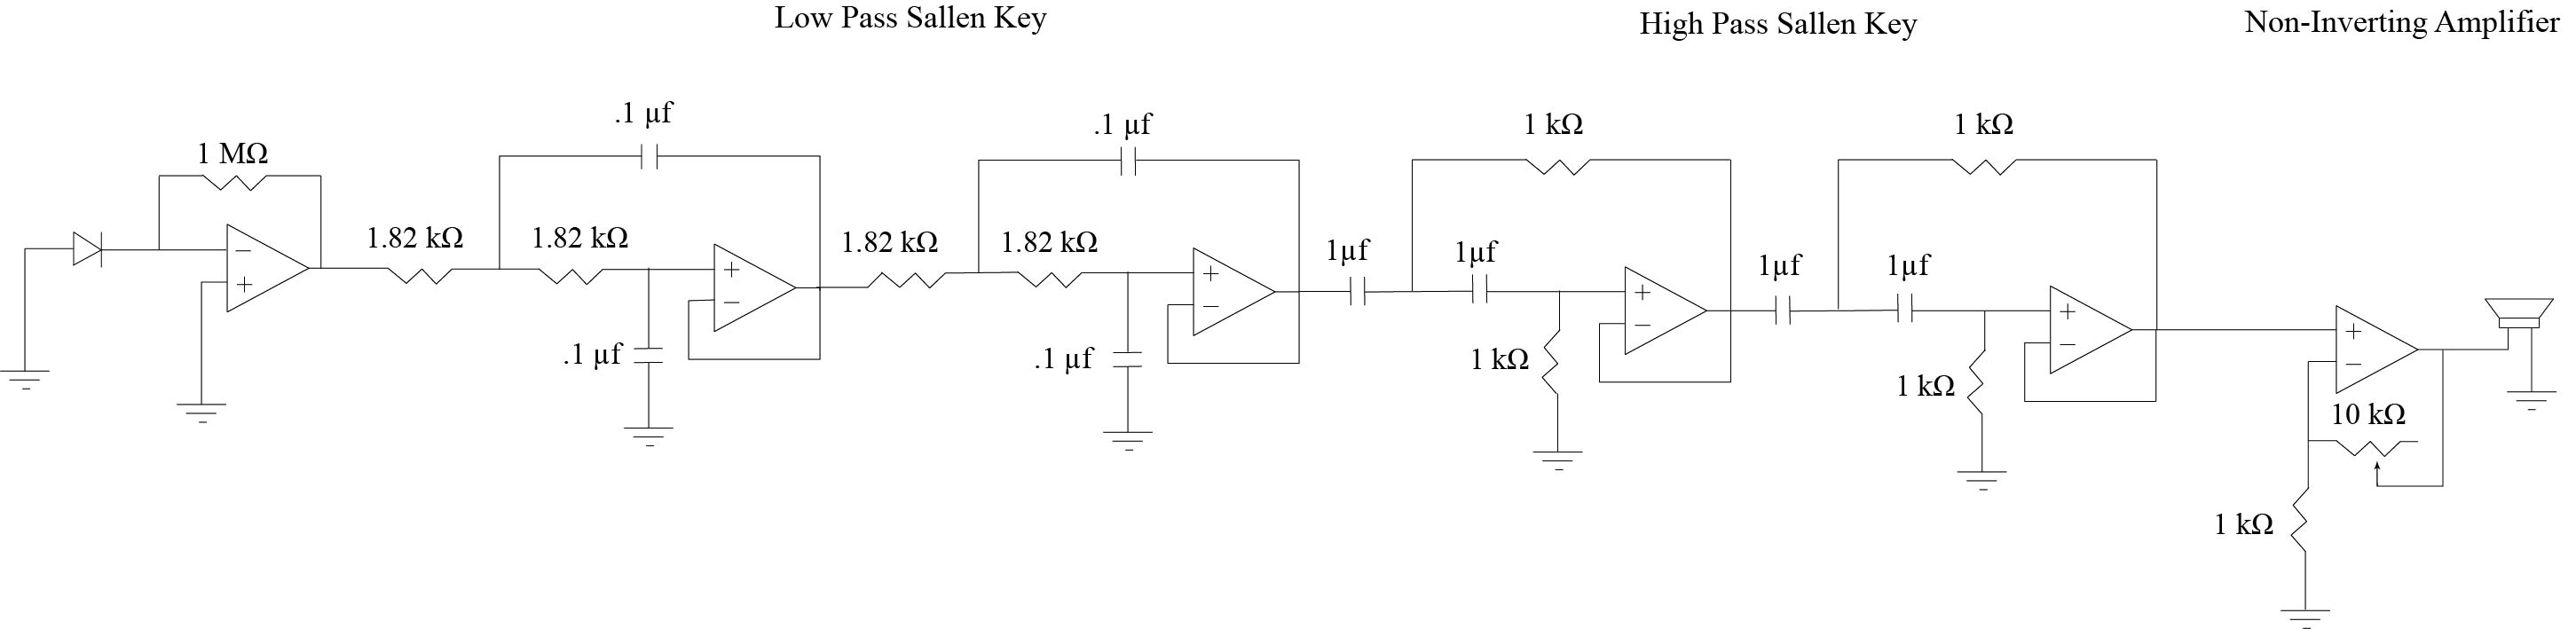 Low Pass Sallen Key
High Pass Sallen Key
Non-Inverting Amplifier
1 MΩ
− +
1.82 kΩ
.1 µf
1.82 kΩ
.1 µf
+ −
1.82 kΩ
.1 µf
1.82 kΩ
.1 µf
+ −
1µf
1 kΩ
1µf
1 kΩ
+ −
1µf
1 kΩ
1µf
1 kΩ
+ −
+ −
10 kΩ
1 kΩ